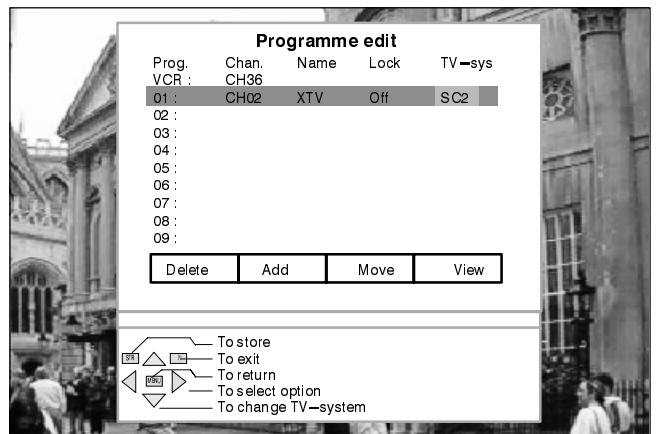 Programme edit
Prog. Chan. Name Lock TV-sys
VCR : CH36
01 : CH02 XTV Off SC2
02 :
03 :
04 :
05 :
06 :
07 :
08 :
09 :
Delete Add Move View
To store
STR N To exit
MENU To return
To select option
To change TV-system